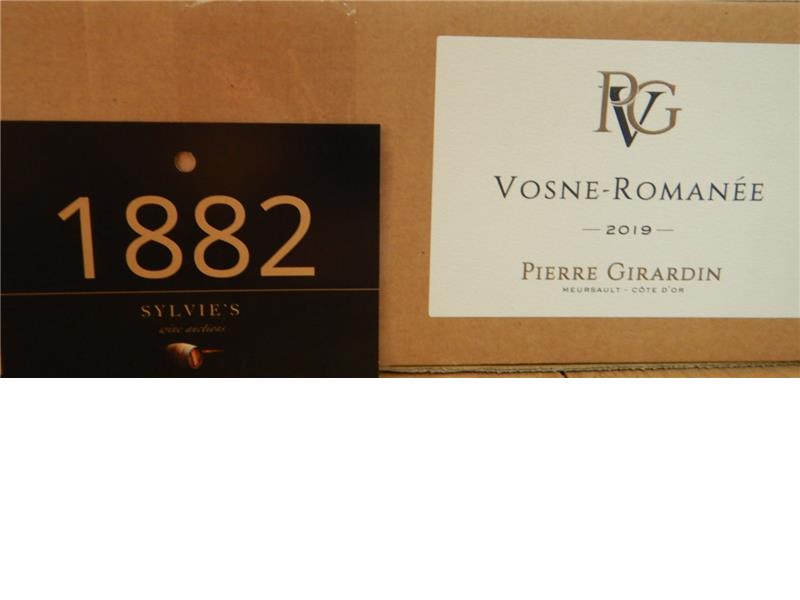 1882
SYLVIE'S
wine auctions
PVG
VOSNE-ROMANÉE
— 2019 —
PIERRE GIRARDIN
MEURSAULT - CÔTE D'OR